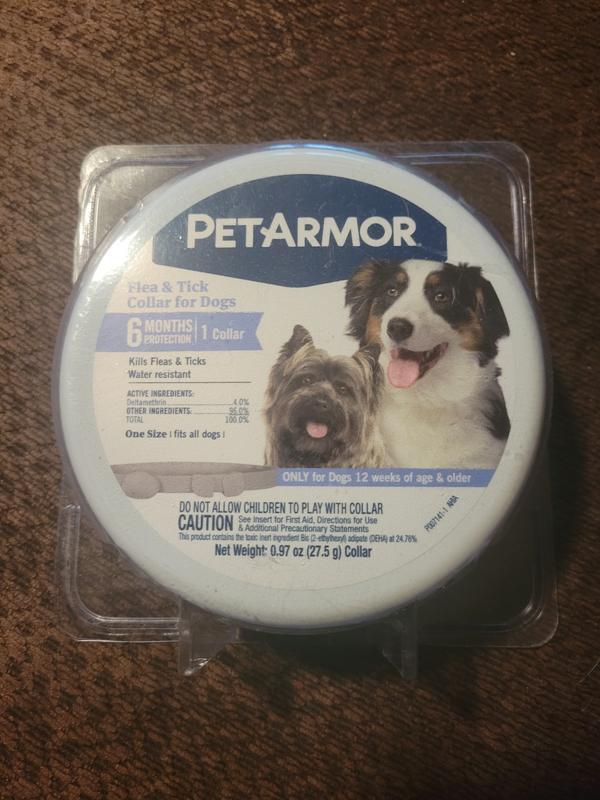 PETARMOR
Flea & Tick
Collar for Dogs
6 MONTHS PROTECTION 1 Collar
Kills Fleas & Ticks
Water resistant
ACTIVE INGREDIENTS:
Deltamethrin 4.0%
OTHER INGREDIENTS: 96.0%
TOTAL 100.0%
One Size | fits all dogs |
ONLY for Dogs 12 weeks of age & older
DO NOT ALLOW CHILDREN TO PLAY WITH COLLAR
CAUTION See Insert for First Aid, Directions for Use
& Additional Precautionary Statements
This product contains the toxic inert ingredient Bis (2-ethylhexyl) adipate (DEHA) at 24.76%
Net Weight: 0.97 oz (27.5 g) Collar